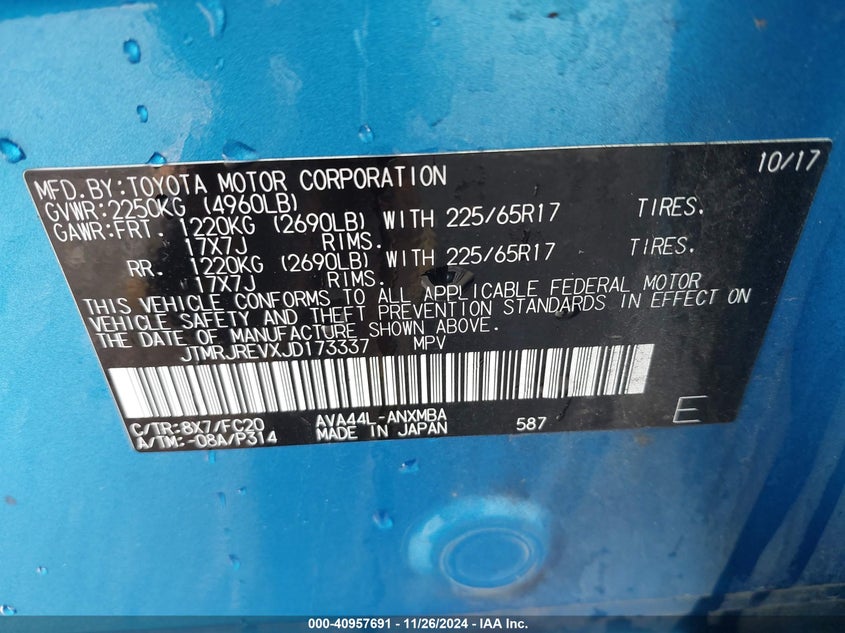 10/17
MFD.BY:TOYOTA MOTOR CORPORATION
GVWR:2250KG (4960LB)
GAWR:FRT. 1220KG (2690LB) WITH 225/65R17 TIRES.
17X7J RIMS.
RR. 1220KG (2690LB) WITH 225/65R17 TIRES.
17X7J RIMS.
THIS VEHICLE CONFORMS TO ALL APPLICABLE FEDERAL MOTOR
VEHICLE SAFETY AND THEFT PREVENTION STANDARDS IN EFFECT ON
THE DATE OF MANUFACTURE SHOWN ABOVE.
JTMRJREVXJD173337 MPV
C/TR:8X7/FC20 AVA44L-ANXMBA
A/TM:-08A/P314 MADE IN JAPAN 587 E
000-40957691 - 11/26/2024 - IAA Inc.